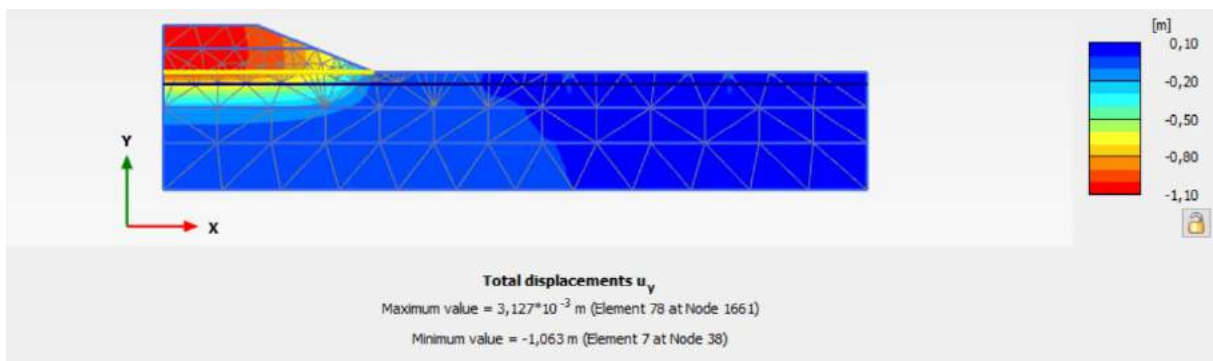 [m]
0,10
-0,20
-0,50
-0,80
-1,10
Y
X
Total displacements u_y
Maximum value = 3,127*10^-3 m (Element 78 at Node 1661)
Minimum value = -1,063 m (Element 7 at Node 38)